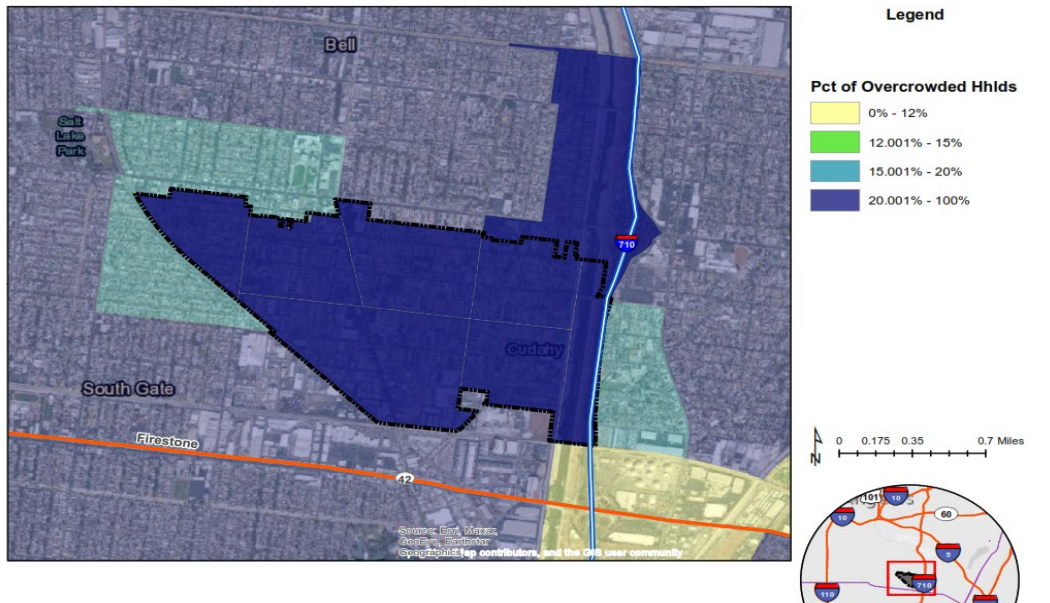 Legend
Pct of Overcrowded Hhlds
0% - 12%
12.001% - 15%
15.001% - 20%
20.001% - 100%
Bell
Salt
Lake
Park
710
Cudahy
South Gate
Firestone
42
Source: Esri, Maxar,
GeoEye, Earthstar
Geographics
ap contributors, and the GIS user community
N
0 0.175 0.35 0.7 Miles
101
10
10
60
5
710
110